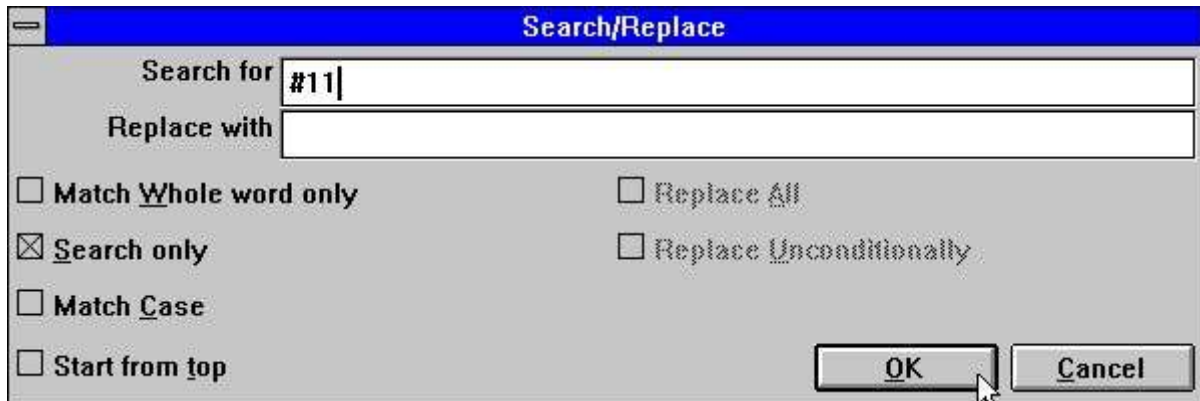 Search/Replace
Search for #11
Replace with
Match Whole word only
Replace All
Search only
Replace Unconditionally
Match Case
Start from top
OK
Cancel